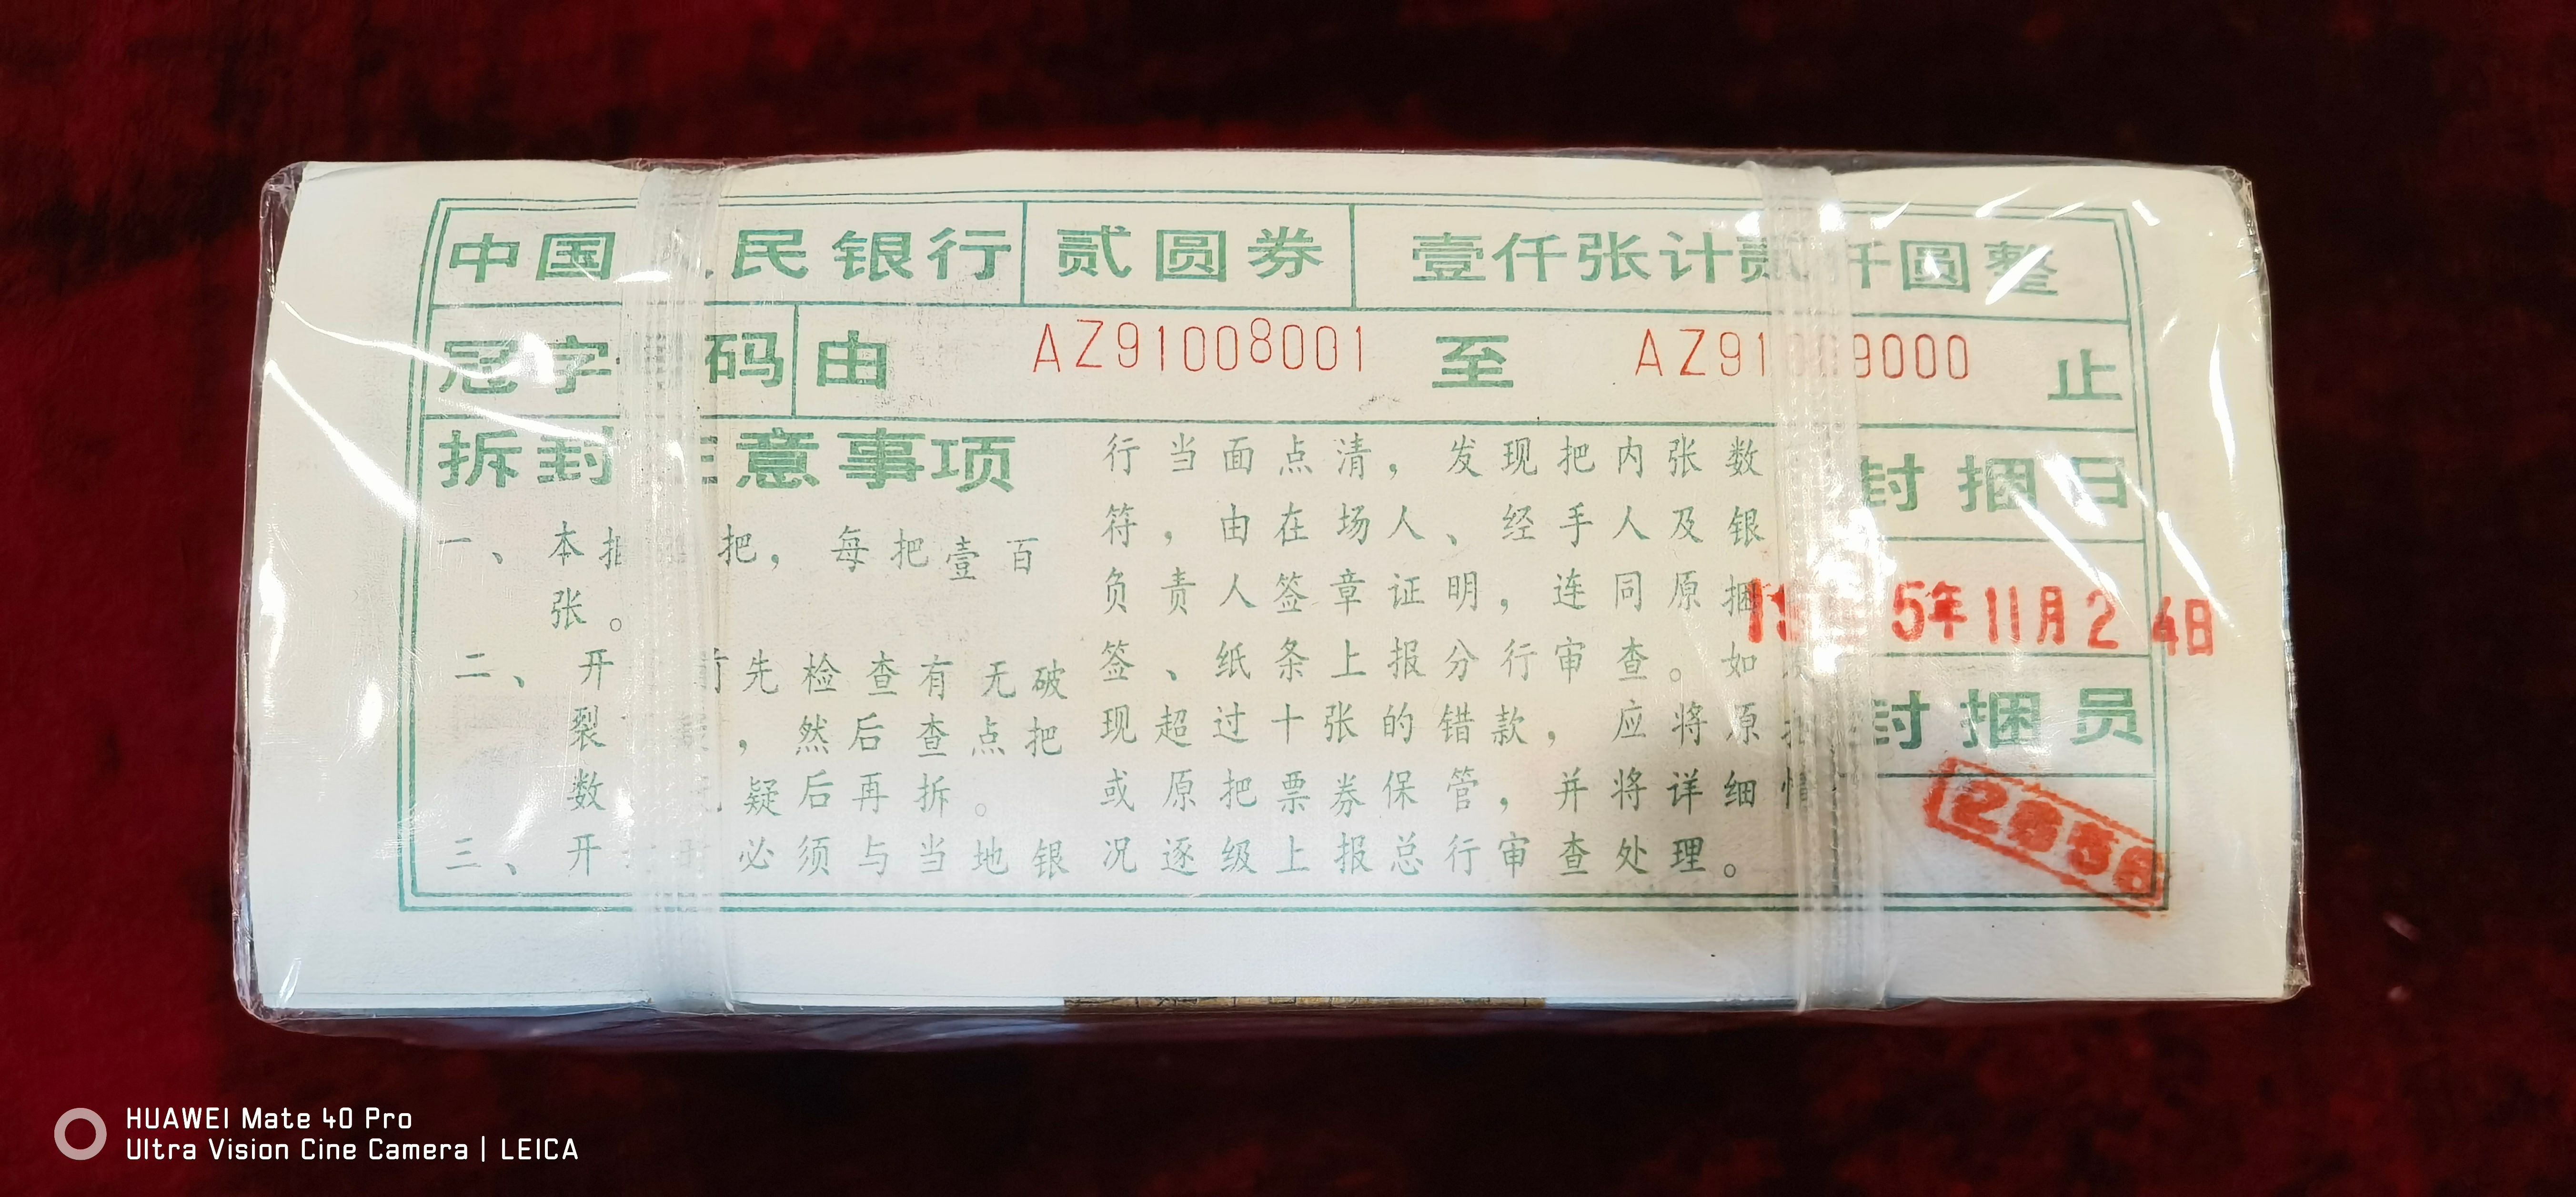 中国 民银行 贰圆券 壹仟张计贰仟圆整
冠字 码 由 AZ91008001 至 AZ91 9000 止
拆封 意事项
一、本捆 把，每把壹百
张。
二、开 前先检查有无破
裂 ，然后查点把
数 疑后再拆。
三、开 必须与当地银
行当面点清，发现把内张数
符，由在场人、经手人及银
负责人签章证明，连同原捆
签、纸条上报分行审查。如
现超过十张的错款，应将原
或原把票券保管，并将详细情
况逐级上报总行审查处理。
封捆日
19 5年11月24日
封捆员
2656
HUAWEI Mate 40 Pro
Ultra Vision Cine Camera | LEICA